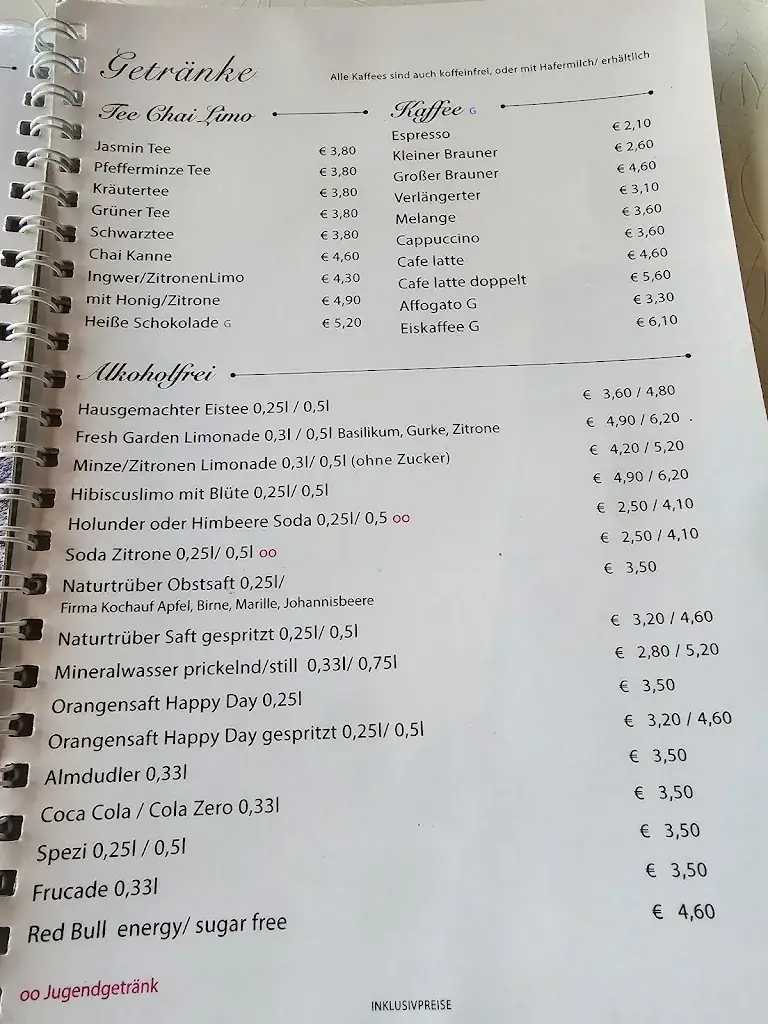 Getränke
Alle Kaffees sind auch koffeinfrei, oder mit Hafermilch/ erhältlich
Tee Chai Limo
Jasmin Tee € 3,80
Pfefferminze Tee € 3,80
Kräutertee € 3,80
Grüner Tee € 3,80
Schwarztee € 3,80
Chai Kanne € 4,60
Ingwer/ZitronenLimo € 4,30
mit Honig/Zitrone € 4,90
Heiße Schokolade G € 5,20
Kaffee G
Espresso € 2,10
Kleiner Brauner € 2,60
Großer Brauner € 4,60
Verlängerter € 3,10
Melange € 3,60
Cappuccino € 3,60
Cafe latte € 4,60
Cafe latte doppelt € 5,60
Affogato G € 3,30
Eiskaffee G € 6,10
Alkoholfrei
Hausgemachter Eistee 0,25l / 0,5l € 3,60 / 4,80
Fresh Garden Limonade 0,3l / 0,5l Basilikum, Gurke, Zitrone € 4,90 / 6,20 .
Minze/Zitronen Limonade 0,3l/ 0,5l (ohne Zucker) € 4,20 / 5,20
Hibiscuslimo mit Blüte 0,25l/ 0,5l € 4,90 / 6,20
Holunder oder Himbeere Soda 0,25l/ 0,5 oo € 2,50 / 4,10
Soda Zitrone 0,25l/ 0,5l oo € 2,50 / 4,10
Naturtrüber Obstsaft 0,25l/ € 3,50
Firma Kochauf Apfel, Birne, Marille, Johannisbeere
Naturtrüber Saft gespritzt 0,25l/ 0,5l € 3,20 / 4,60
Mineralwasser prickelnd/still 0,33l/ 0,75l € 2,80 / 5,20
Orangensaft Happy Day 0,25l € 3,50
Orangensaft Happy Day gespritzt 0,25l/ 0,5l € 3,20 / 4,60
Almdudler 0,33l € 3,50
Coca Cola / Cola Zero 0,33l € 3,50
Spezi 0,25l / 0,5l € 3,50
Frucade 0,33l € 3,50
Red Bull energy/ sugar free € 4,60
oo Jugendgetränk
INKLUSIVPREISE